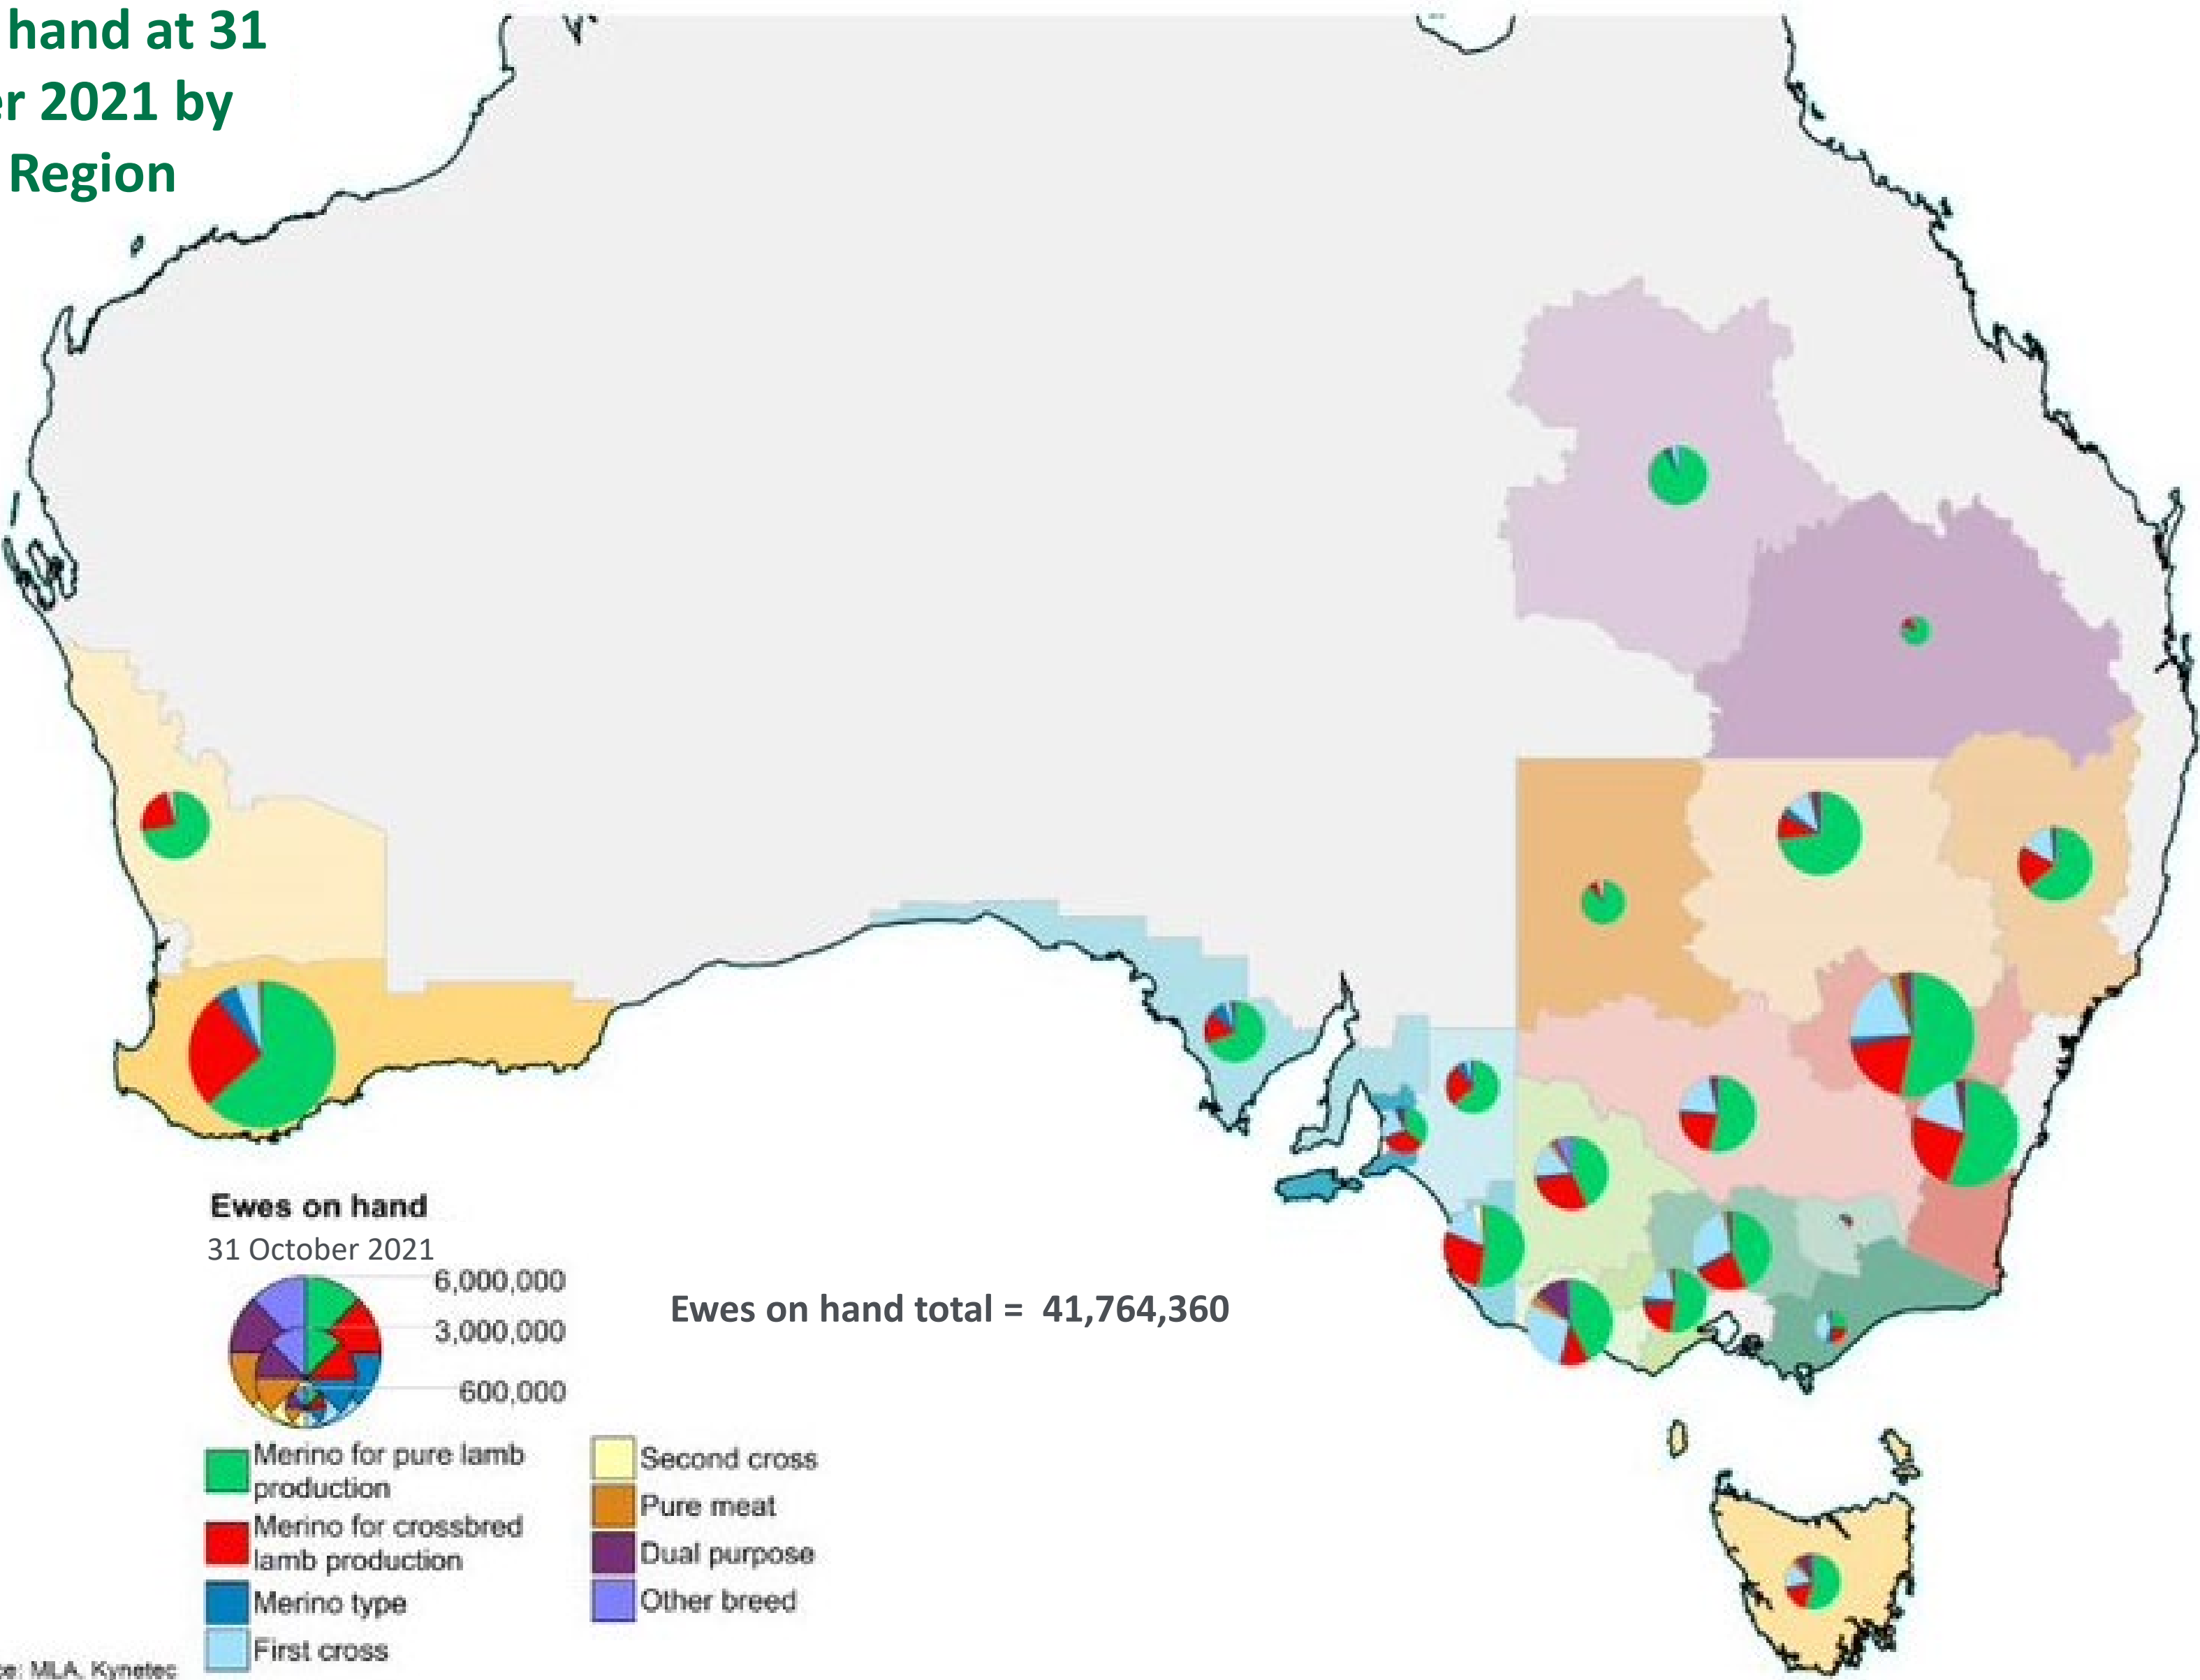 hand at 31
er 2021 by
Region
Ewes on hand
31 October 2021
6,000,000
3,000,000
600,000
Ewes on hand total = 41,764,360
Merino for pure lamb
production
Merino for crossbred
lamb production
Merino type
First cross
Second cross
Pure meat
Dual purpose
Other breed
ce: MLA, Kynetec